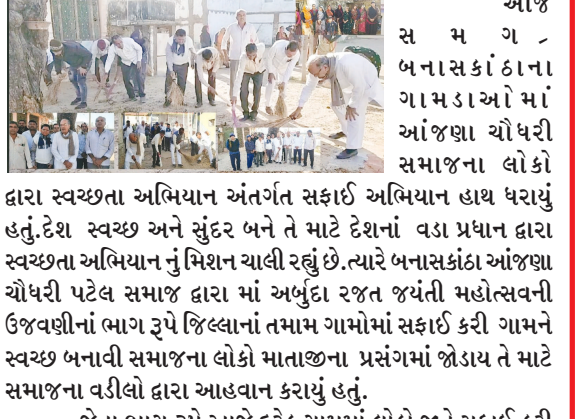 આજે
સમગ્ર
બનાસકાંઠાના
ગામડાઓમાં
આંજણા ચૌધરી
સમાજના લોકો
દ્વારા સ્વચ્છતા અભિયાન અંતર્ગત સફાઈ અભિયાન હાથ ધરાયું
હતું.દેશ સ્વચ્છ અને સુંદર બને તે માટે દેશનાં વડા પ્રધાન દ્વારા
સ્વચ્છતા અભિયાન નું મિશન ચાલી રહ્યું છે.ત્યારે બનાસકાંઠા આંજણા
ચૌધરી પટેલ સમાજ દ્વારા માં અર્બુદા રજત જયંતી મહોત્સવની
ઉજવણીનાં ભાગ રૂપે જિલ્લાનાં તમામ ગામોમાં સફાઈ કરી ગામને
સ્વચ્છ બનાવી સમાજના લોકો માતાજીના પ્રસંગમાં જોડાય તે માટે
સમાજના વડીલો દ્વારા આહવાન કરાયું હતું.